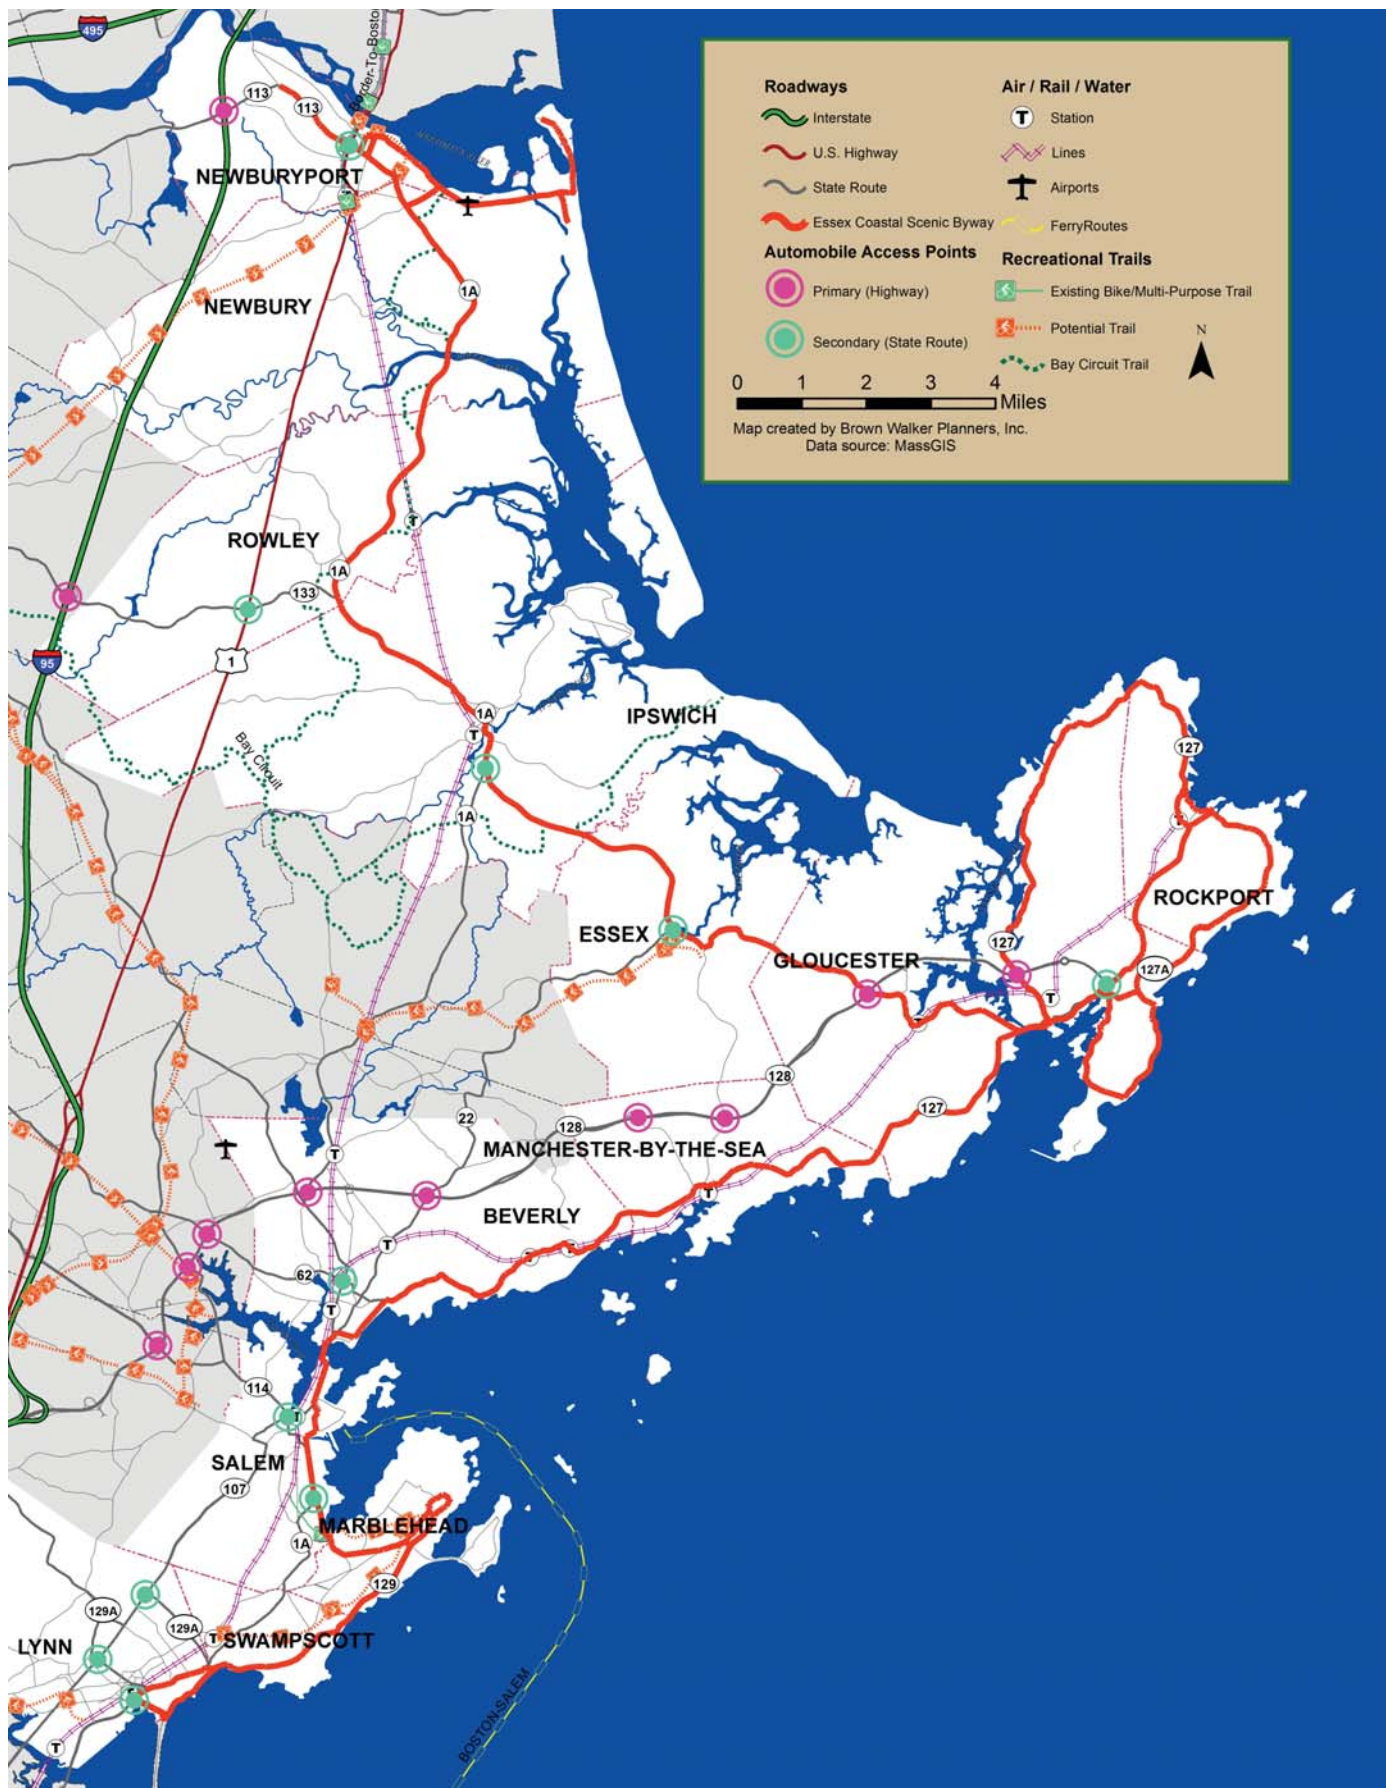 495
Border-To-Boston
113
113
NEWBURYPORT
MERRIMACK RIVER
1A
NEWBURY
ROWLEY
1A
133
95
1
1A
T
IPSWICH
Bay Circuit
1A
127
T
ROCKPORT
ESSEX
GLOUCESTER
127
127A
T
T
128
127
22
128
MANCHESTER-BY-THE-SEA
T
T
BEVERLY
T
62
T
114
T
SALEM
107
MARBLEHEAD
1A
129
129A
129A
T
LYNN
SWAMPSCOTT
T
BOSTON-SALEM
Roadways
Interstate
U.S. Highway
State Route
Essex Coastal Scenic Byway
Automobile Access Points
Primary (Highway)
Secondary (State Route)
Air / Rail / Water
T
Station
Lines
Airports
FerryRoutes
Recreational Trails
Existing Bike/Multi-Purpose Trail
Potential Trail
Bay Circuit Trail
N
0 1 2 3 4
Miles
Map created by Brown Walker Planners, Inc.
Data source: MassGIS